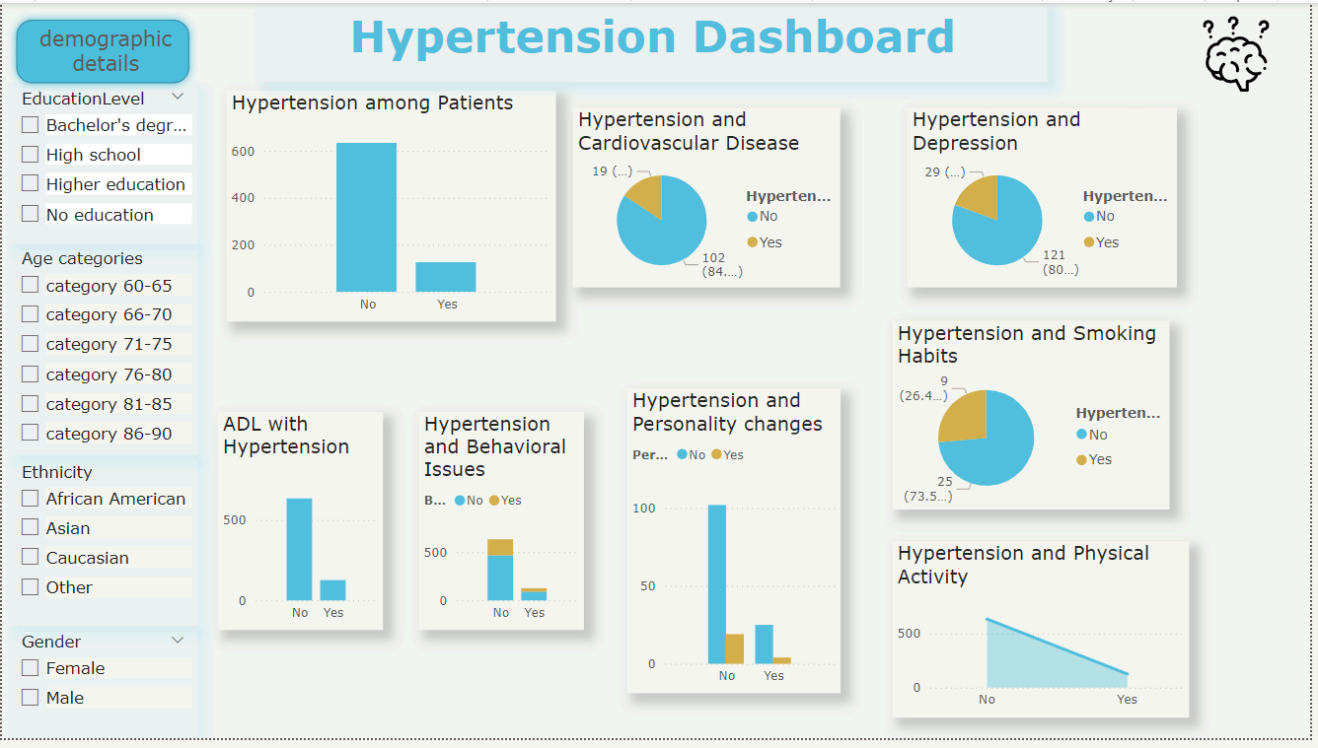 demographic
details
Hypertension Dashboard
? ? ?
EducationLevel
Bachelor's degr...
High school
Higher education
No education
Age categories
category 60-65
category 66-70
category 71-75
category 76-80
category 81-85
category 86-90
Ethnicity
African American
Asian
Caucasian
Other
Gender
Female
Male
Hypertension among Patients
600
400
200
0
No
Yes
Hypertension and
Cardiovascular Disease
19 (...)
102
(84....)
Hyperten...
No
Yes
Hypertension and
Depression
29 (...)
121
(80...)
Hyperten...
No
Yes
ADL with
Hypertension
500
0
No
Yes
Hypertension
and Behavioral
Issues
B... No Yes
500
0
No
Yes
Hypertension and
Personality changes
Per... No Yes
100
50
0
No
Yes
Hypertension and Smoking
Habits
9
(26.4...)
25
(73.5...)
Hyperten...
No
Yes
Hypertension and Physical
Activity
500
0
No
Yes